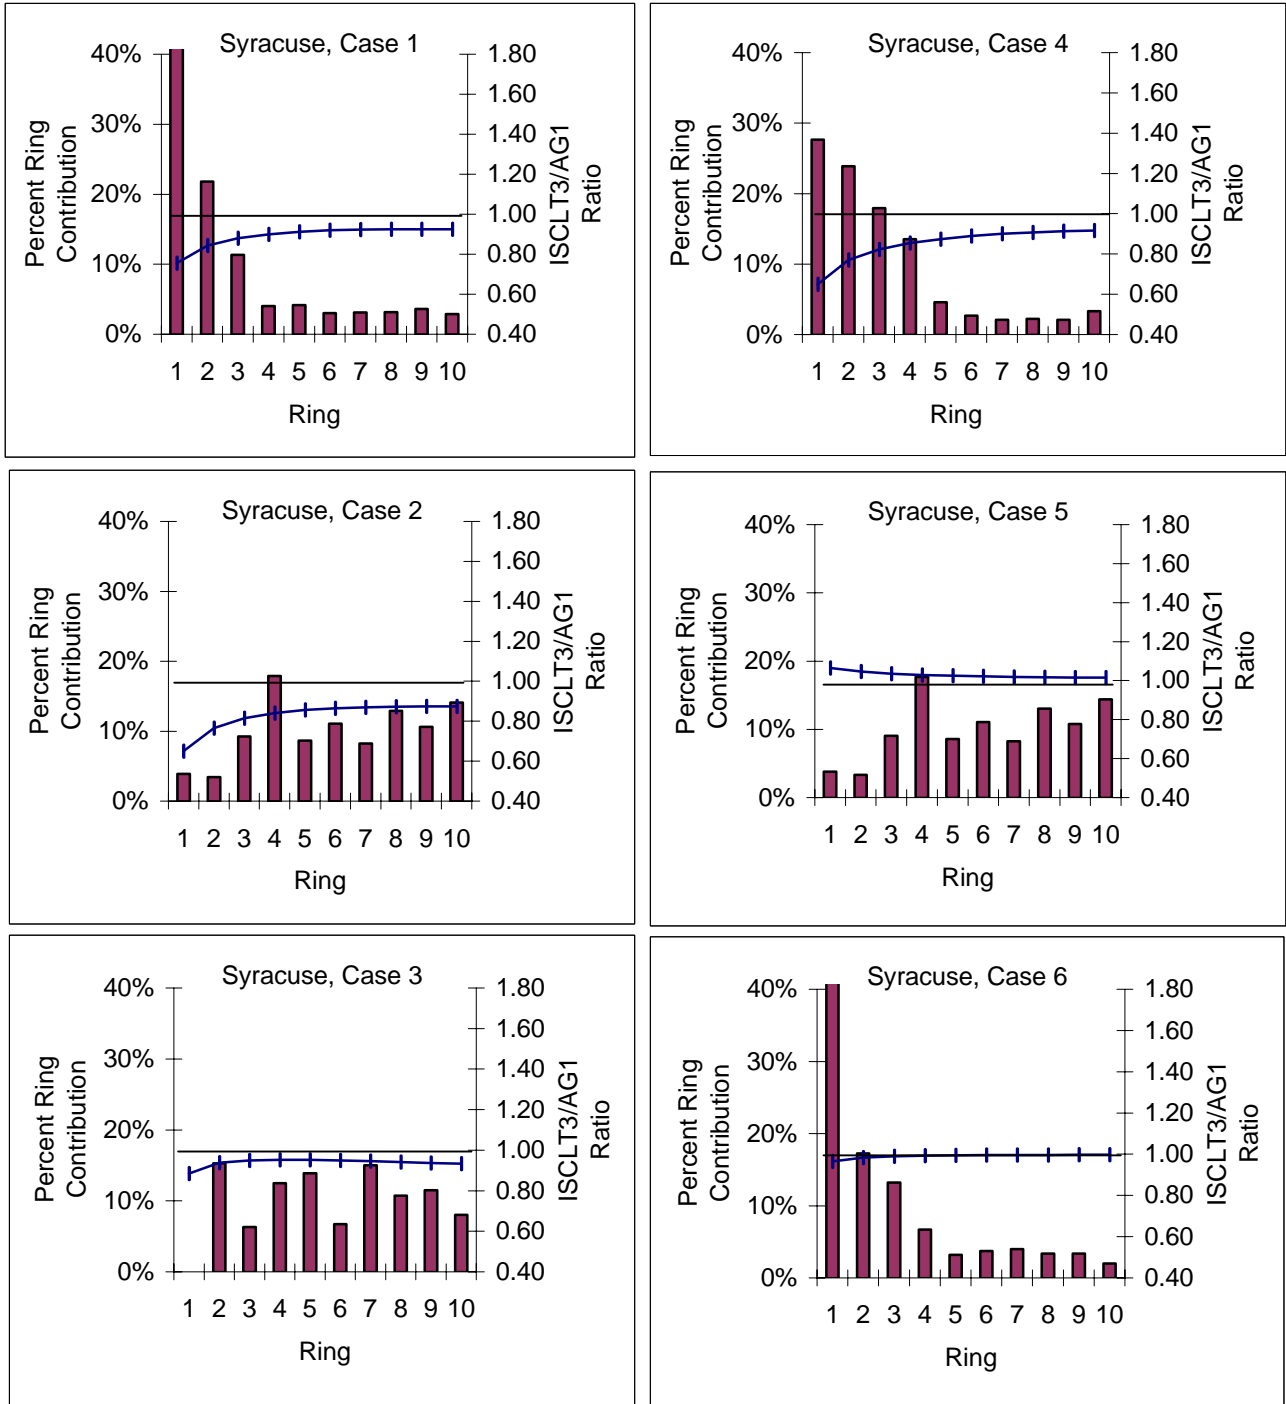 Syracuse, Case 1
40%
30%
20%
10%
0%
Percent Ring
Contribution
1.80
1.60
1.40
1.20
1.00
0.80
0.60
0.40
ISCLT3/AG1
Ratio
1 2 3 4 5 6 7 8 9 10
Ring
Syracuse, Case 4
40%
30%
20%
10%
0%
Percent Ring
Contribution
1.80
1.60
1.40
1.20
1.00
0.80
0.60
0.40
ISCLT3/AG1
Ratio
1 2 3 4 5 6 7 8 9 10
Ring
Syracuse, Case 2
40%
30%
20%
10%
0%
Percent Ring
Contribution
1.80
1.60
1.40
1.20
1.00
0.80
0.60
0.40
ISCLT3/AG1
Ratio
1 2 3 4 5 6 7 8 9 10
Ring
Syracuse, Case 5
40%
30%
20%
10%
0%
Percent Ring
Contribution
1.80
1.60
1.40
1.20
1.00
0.80
0.60
0.40
ISCLT3/AG1
Ratio
1 2 3 4 5 6 7 8 9 10
Ring
Syracuse, Case 3
40%
30%
20%
10%
0%
Percent Ring
Contribution
1.80
1.60
1.40
1.20
1.00
0.80
0.60
0.40
ISCLT3/AG1
Ratio
1 2 3 4 5 6 7 8 9 10
Ring
Syracuse, Case 6
40%
30%
20%
10%
0%
Percent Ring
Contribution
1.80
1.60
1.40
1.20
1.00
0.80
0.60
0.40
ISCLT3/AG1
Ratio
1 2 3 4 5 6 7 8 9 10
Ring